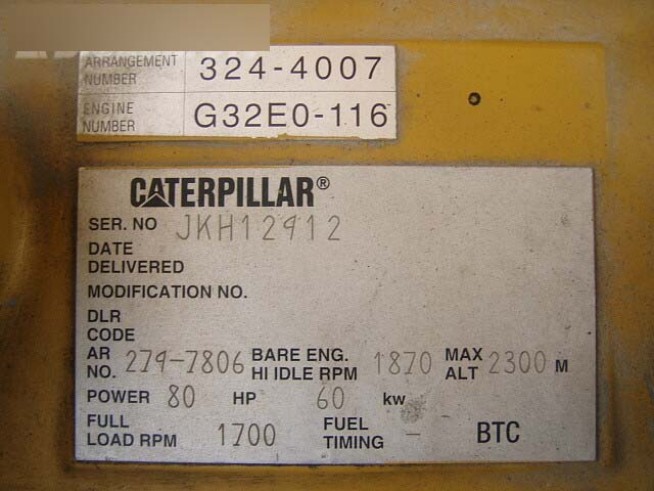 ARRANGEMENT NUMBER 324-4007
ENGINE NUMBER G32E0-116
CATERPILLAR®
SER. NO JKH12912
DATE
DELIVERED
MODIFICATION NO.
DLR
CODE
AR NO. 279-7806 BARE ENG. HI IDLE RPM 1870 MAX ALT 2300 M
POWER 80 HP 60 kw
FULL LOAD RPM 1700 FUEL TIMING - BTC